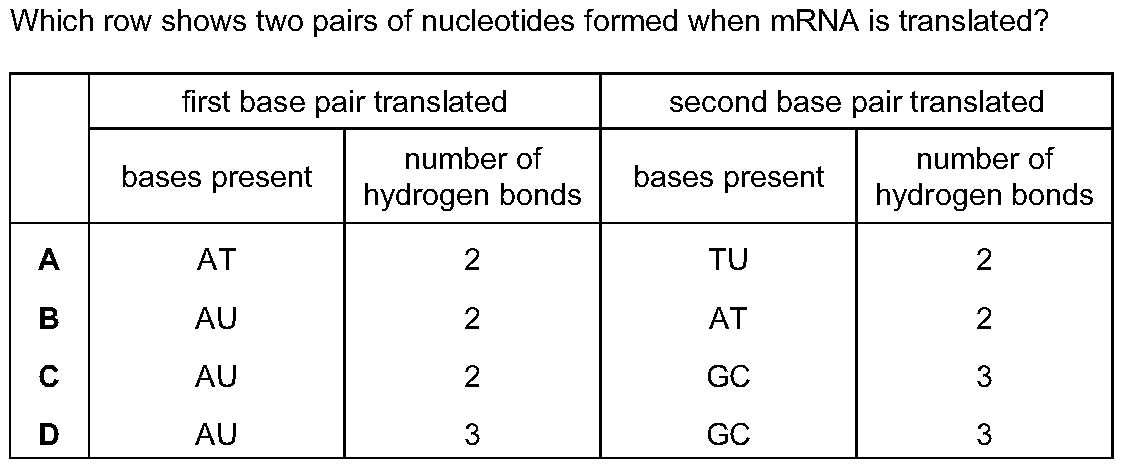 Which row shows two pairs of nucleotides formed when mRNA is translated?
first base pair translated second base pair translated
bases present number of hydrogen bonds bases present number of hydrogen bonds
A AT 2 TU 2
B AU 2 AT 2
C AU 2 GC 3
D AU 3 GC 3